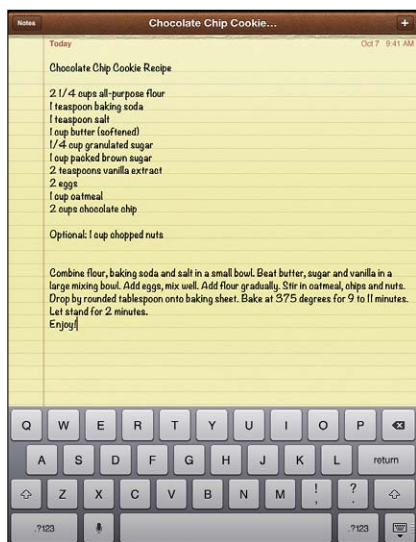 Notes
Chocolate Chip Cookie...
+
Today
Oct 7 9:41 AM
Chocolate Chip Cookie Recipe
2 1/4 cups all-purpose flour
1 teaspoon baking soda
1 teaspoon salt
1 cup butter (softened)
1/4 cup granulated sugar
1 cup packed brown sugar
2 teaspoons vanilla extract
2 eggs
1 cup oatmeal
2 cups chocolate chip
Optional: 1 cup chopped nuts
Combine flour, baking soda and salt in a small bowl. Beat butter, sugar and vanilla in a
large mixing bowl. Add eggs, mix well. Add flour gradually. Stir in oatmeal, chips and nuts.
Drop by rounded tablespoon onto baking sheet. Bake at 375 degrees for 9 to 11 minutes.
Let stand for 2 minutes.
Enjoy!
Q W E R T Y U I O P
A S D F G H J K L return
Z X C V B N M ! , ? .
.?123 .?123